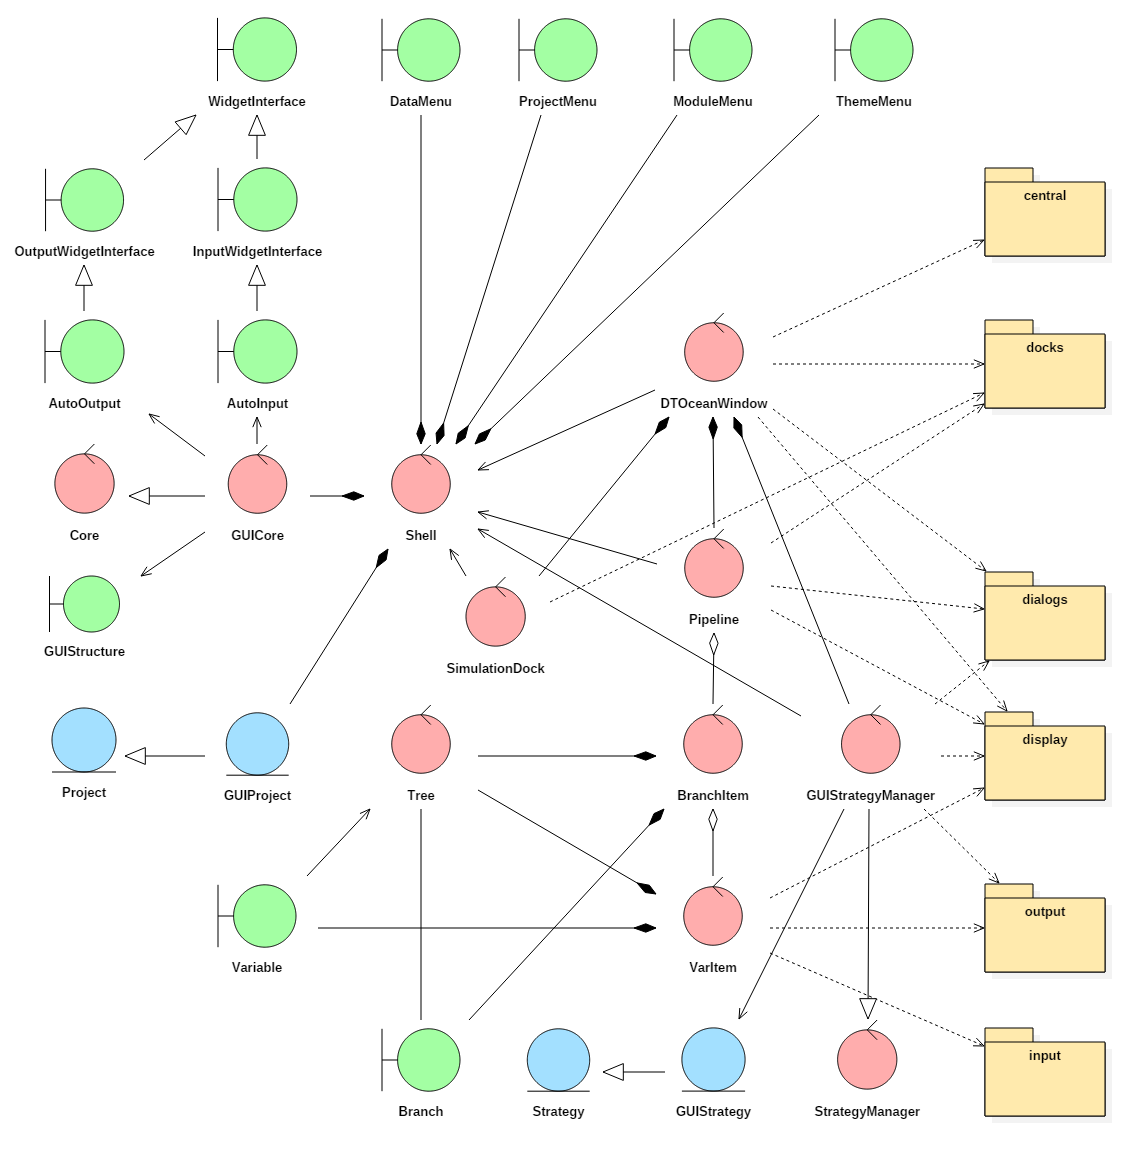 WidgetInterface
DataMenu
ProjectMenu
ModuleMenu
ThemeMenu
central
OutputWidgetInterface
InputWidgetInterface
docks
AutoOutput
AutoInput
DTOceanWindow
Core
GUICore
Shell
dialogs
Pipeline
GUIStructure
SimulationDock
display
Project
GUIProject
Tree
BranchItem
GUIStrategyManager
output
Variable
VarItem
input
Branch
Strategy
GUIStrategy
StrategyManager